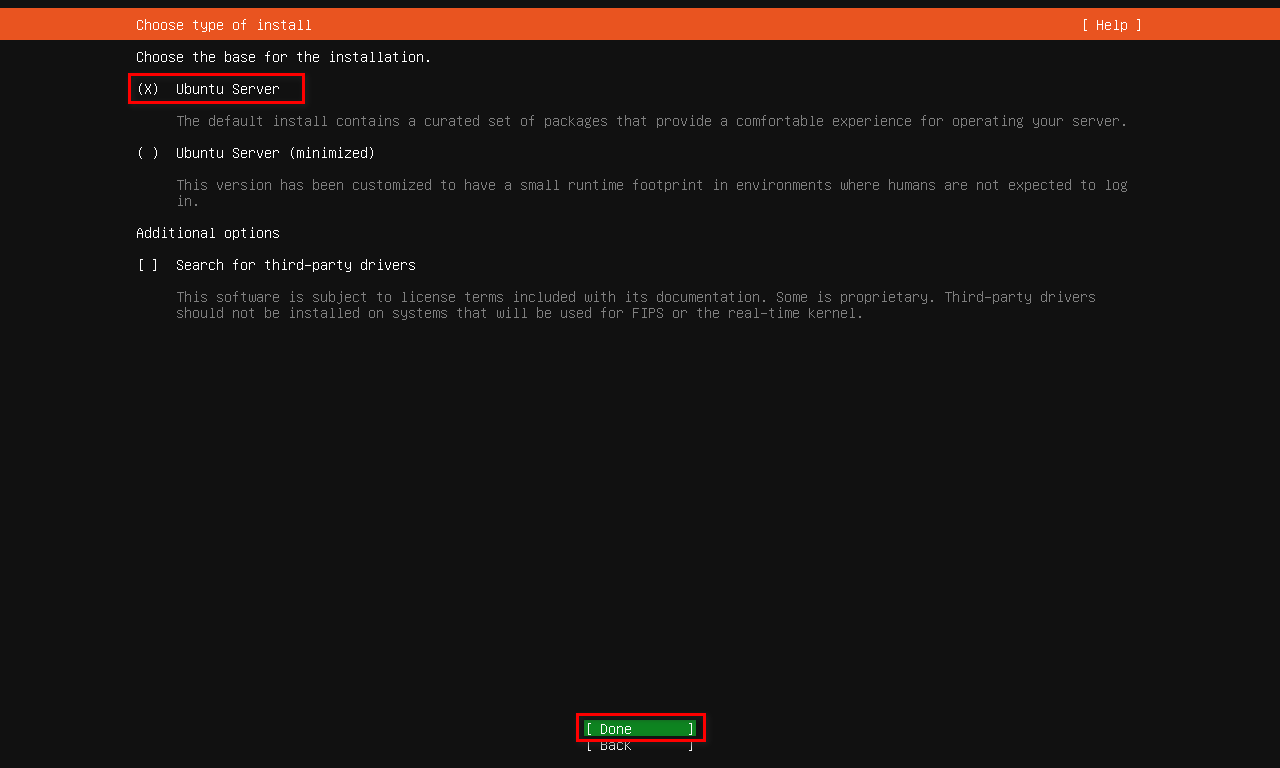 Choose type of install [ Help ]
Choose the base for the installation.
(X) Ubuntu Server
The default install contains a curated set of packages that provide a comfortable experience for operating your server.
( ) Ubuntu Server (minimized)
This version has been customized to have a small runtime footprint in environments where humans are not expected to log
in.
Additional options
[ ] Search for third-party drivers
This software is subject to license terms included with its documentation. Some is proprietary. Third-party drivers
should not be installed on systems that will be used for FIPS or the real-time kernel.
[ Done ]
[ Back ]